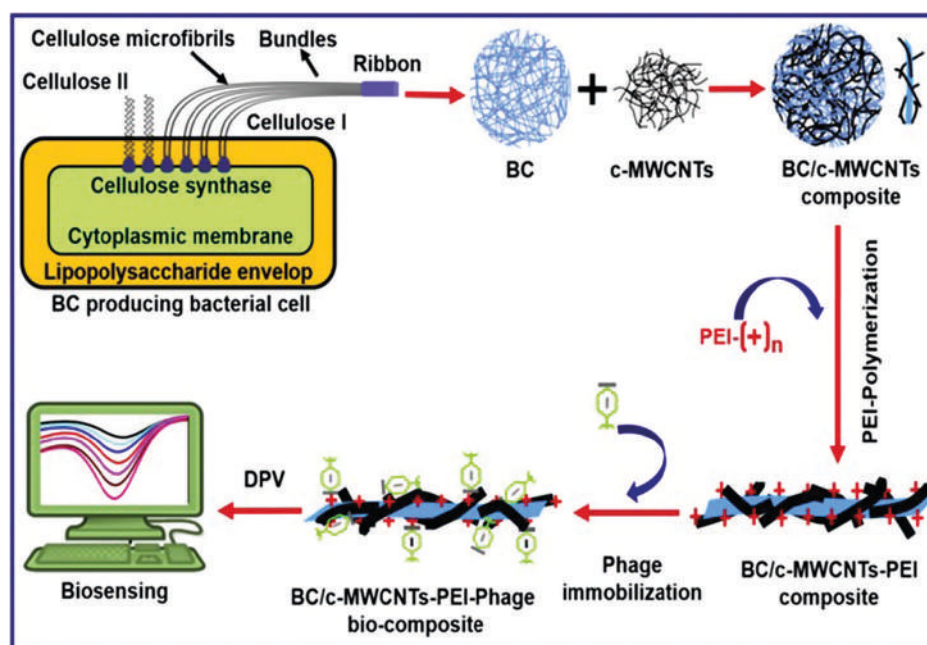 Cellulose microfibrils
Bundles
Ribbon
Cellulose II
Cellulose I
Cellulose synthase
Cytoplasmic membrane
Lipopolysaccharide envelop
BC producing bacterial cell
BC
+
c-MWCNTs
BC/c-MWCNTs
composite
PEI-(+)n
PEI-Polymerization
BC/c-MWCNTs-PEI
composite
Phage
immobilization
BC/c-MWCNTs-PEI-Phage
bio-composite
DPV
Biosensing